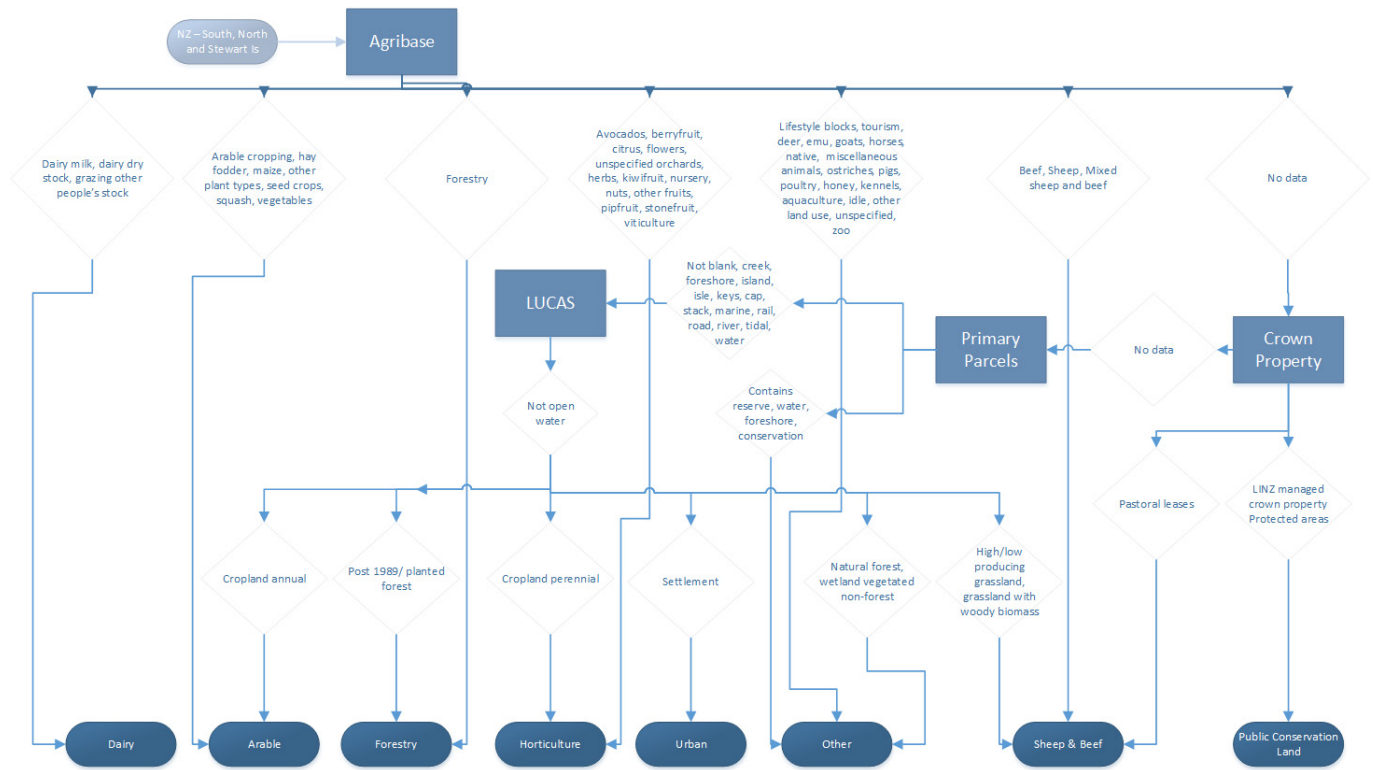 NZ – South, North
and Stewart Is
Agribase
Dairy milk, dairy dry
stock, grazing other
people's stock
Arable cropping, hay
fodder, maize, other
plant types, seed crops,
squash, vegetables
Forestry
Avocados, berryfruit,
citrus, flowers,
unspecified orchards,
herbs, kiwifruit, nursery,
nuts, other fruits,
pipfruit, stonefruit,
viticulture
Lifestyle blocks, tourism,
deer, emu, goats, horses,
native, miscellaneous
animals, ostriches, pigs,
poultry, honey, kennels,
aquaculture, idle, other
land use, unspecified,
zoo
Beef, Sheep, Mixed
sheep and beef
No data
LUCAS
Not blank, creek,
foreshore, island,
isle, keys, cap,
stack, marine, rail,
road, river, tidal,
water
Primary
Parcels
No data
Crown
Property
Not open
water
Contains
reserve, water,
foreshore,
conservation
Pastoral leases
LINZ managed
crown property
Protected areas
Cropland annual
Post 1989/ planted
forest
Cropland perennial
Settlement
Natural forest,
wetland vegetated
non-forest
High/low
producing
grassland,
grassland with
woody biomass
Dairy
Arable
Forestry
Horticulture
Urban
Other
Sheep & Beef
Public Conservation
Land